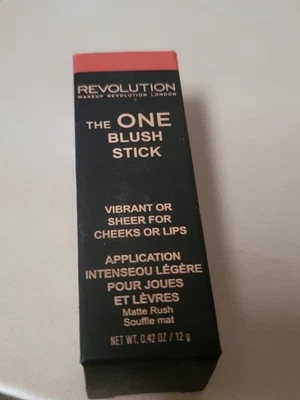 REVOLUTION
MAKEUP REVOLUTION LONDON
THE ONE
BLUSH
STICK
VIBRANT OR
SHEER FOR
CHEEKS OR LIPS
APPLICATION
INTENSEOU LÉGÈRE
POUR JOUES
ET LÈVRES
Matte Rush
Souffle mat
NET WT. 0.42 OZ / 12 g